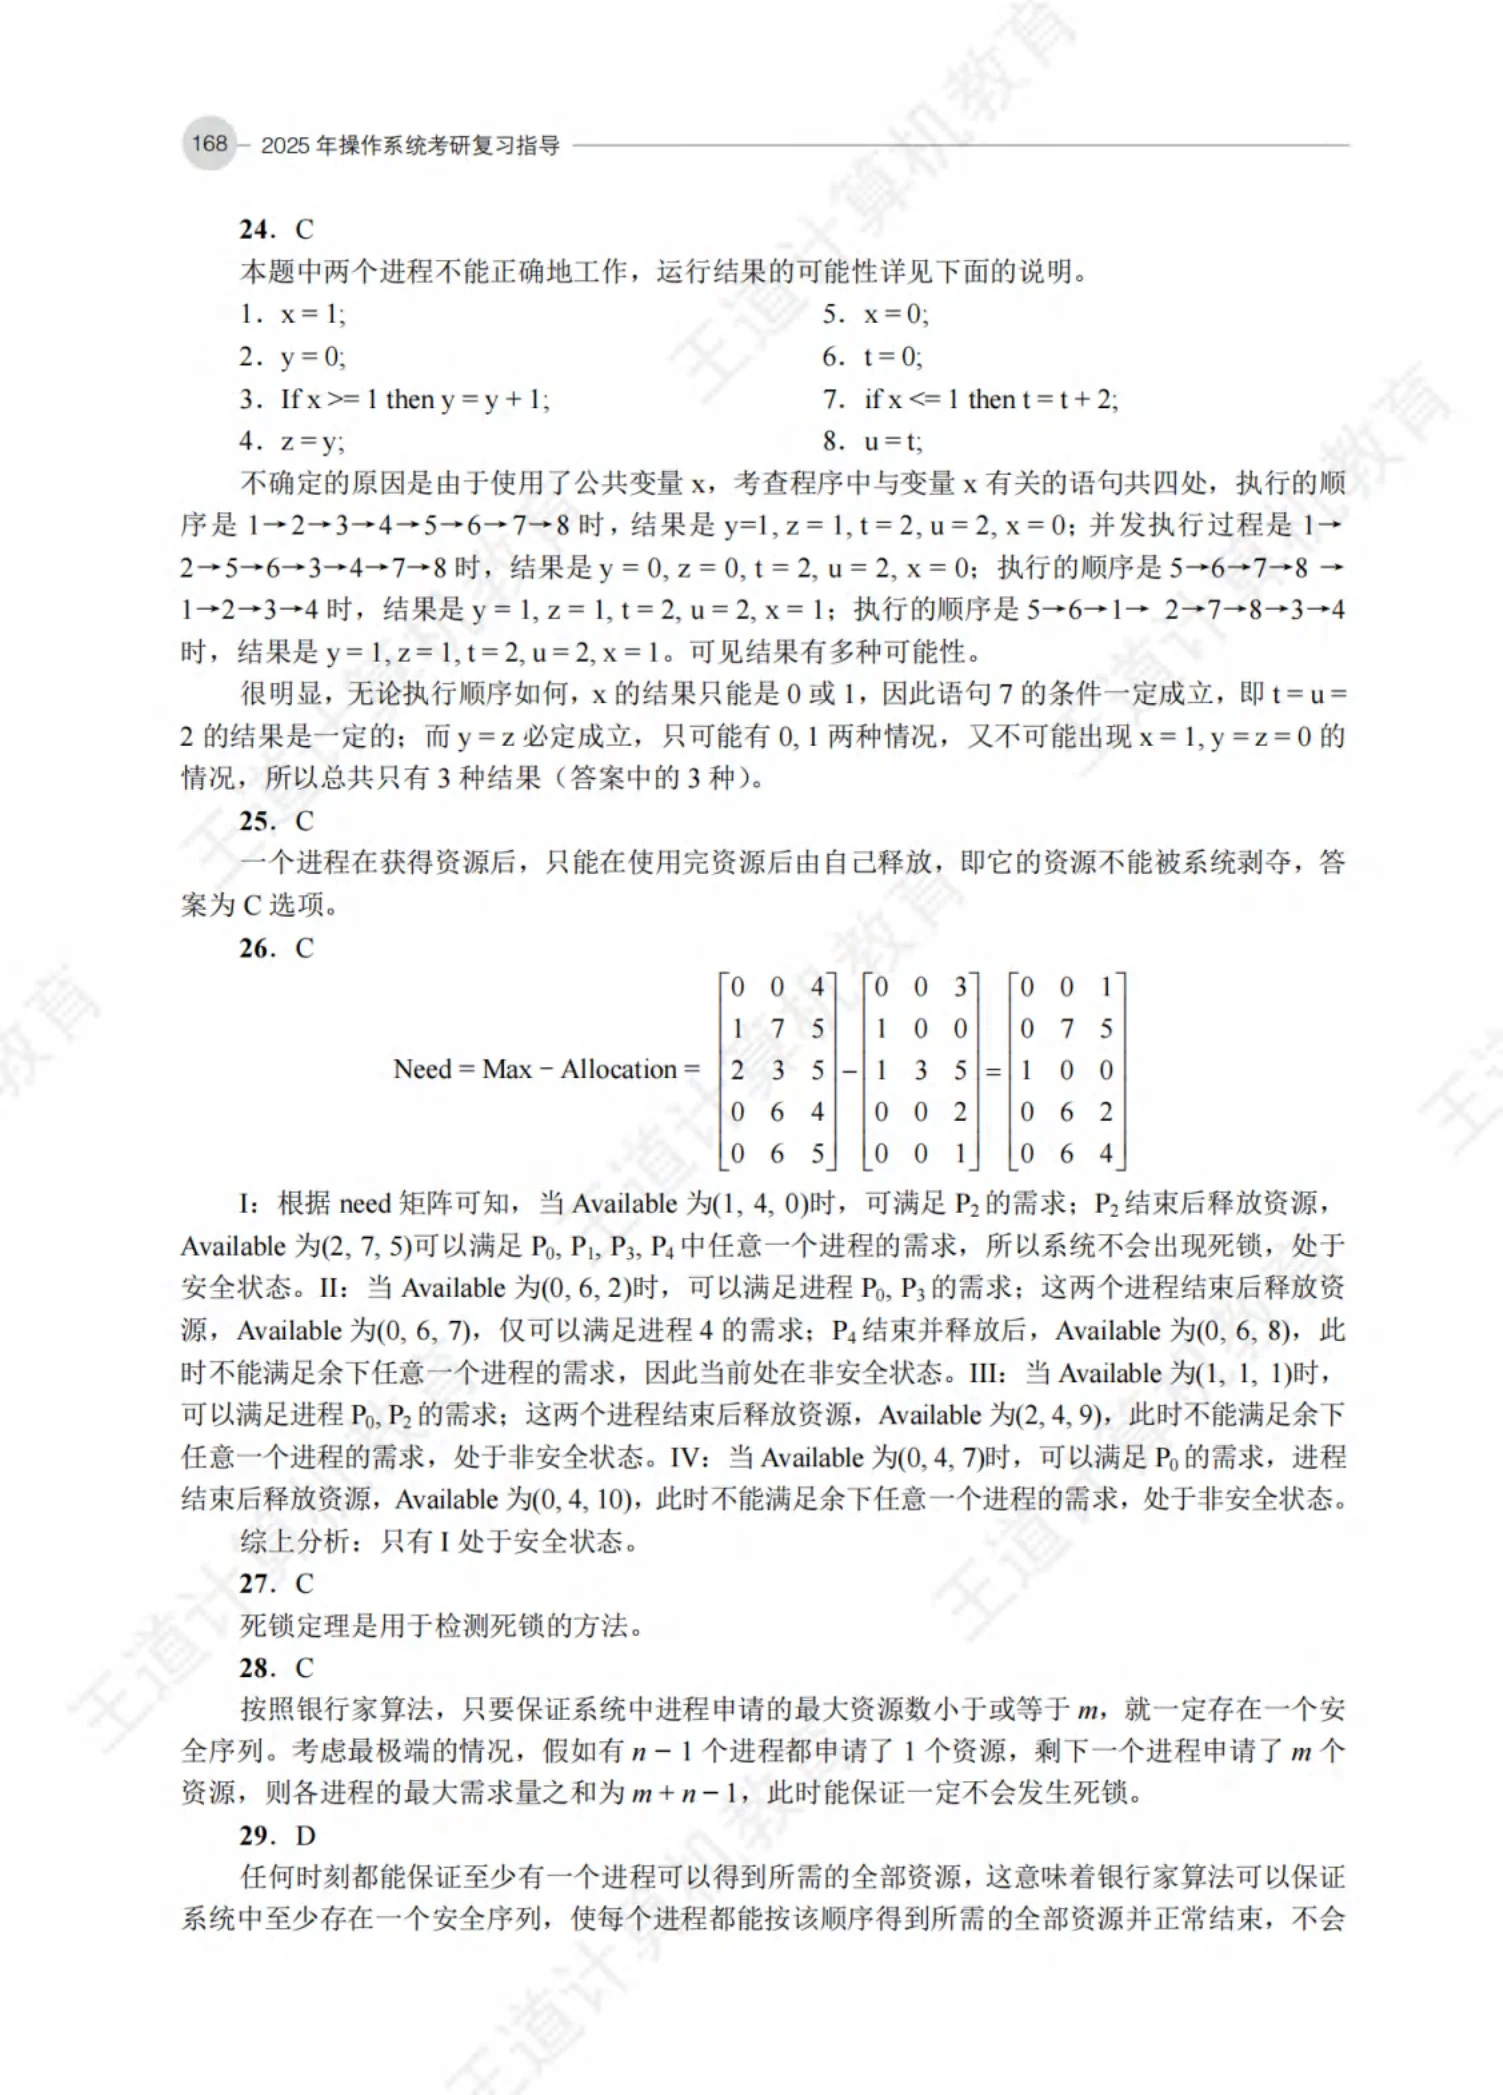 168 2025 年操作系统考研复习指导
24．C
本题中两个进程不能正确地工作，运行结果的可能性详见下面的说明。
1．x = 1; 5．x = 0;
2．y = 0; 6．t = 0;
3．If x >= 1 then y = y + 1; 7．if x <= 1 then t = t + 2;
4．z = y; 8．u = t;
不确定的原因是由于使用了公共变量 x，考查程序中与变量 x 有关的语句共四处，执行的顺
序是 1→2→3→4→5→6→7→8 时，结果是 y=1, z = 1, t = 2, u = 2, x = 0；并发执行过程是 1→
2→5→6→3→4→7→8 时，结果是 y = 0, z = 0, t = 2, u = 2, x = 0；执行的顺序是 5→6→7→8 →
1→2→3→4 时，结果是 y = 1, z = 1, t = 2, u = 2, x = 1；执行的顺序是 5→6→1→ 2→7→8→3→4
时，结果是 y = 1, z = 1, t = 2, u = 2, x = 1。可见结果有多种可能性。
很明显，无论执行顺序如何，x 的结果只能是 0 或 1，因此语句 7 的条件一定成立，即 t = u =
2 的结果是一定的；而 y = z 必定成立，只可能有 0, 1 两种情况，又不可能出现 x = 1, y = z = 0 的
情况，所以总共只有 3 种结果（答案中的 3 种）。
25．C
一个进程在获得资源后，只能在使用完资源后由自己释放，即它的资源不能被系统剥夺，答
案为 C 选项。
26．C
0 0 4 0 0 3 0 0 1
1 7 5 1 0 0 0 7 5
Need = Max − Allocation = 2 3 5 − 1 3 5 = 1 0 0
0 6 4 0 0 2 0 6 2
0 6 5 0 0 1 0 6 4
I：根据 need 矩阵可知，当 Available 为(1, 4, 0)时，可满足 P₂ 的需求；P₂ 结束后释放资源，
Available 为(2, 7, 5)可以满足 P₀, P₁, P₃, P₄ 中任意一个进程的需求，所以系统不会出现死锁，处于
安全状态。II：当 Available 为(0, 6, 2)时，可以满足进程 P₀, P₃ 的需求；这两个进程结束后释放资
源，Available 为(0, 6, 7)，仅可以满足进程 4 的需求；P₄ 结束并释放后，Available 为(0, 6, 8)，此
时不能满足余下任意一个进程的需求，因此当前处在非安全状态。III：当 Available 为(1, 1, 1)时，
可以满足进程 P₀, P₂ 的需求；这两个进程结束后释放资源，Available 为(2, 4, 9)，此时不能满足余下
任意一个进程的需求，处于非安全状态。IV：当 Available 为(0, 4, 7)时，可以满足 P₀ 的需求，进程
结束后释放资源，Available 为(0, 4, 10)，此时不能满足余下任意一个进程的需求，处于非安全状态。
综上分析：只有 I 处于安全状态。
27．C
死锁定理是用于检测死锁的方法。
28．C
按照银行家算法，只要保证系统中进程申请的最大资源数小于或等于 m，就一定存在一个安
全序列。考虑最极端的情况，假如有 n − 1 个进程都申请了 1 个资源，剩下一个进程申请了 m 个
资源，则各进程的最大需求量之和为 m + n − 1，此时能保证一定不会发生死锁。
29．D
任何时刻都能保证至少有一个进程可以得到所需的全部资源，这意味着银行家算法可以保证
系统中至少存在一个安全序列，使每个进程都能按该顺序得到所需的全部资源并正常结束，不会